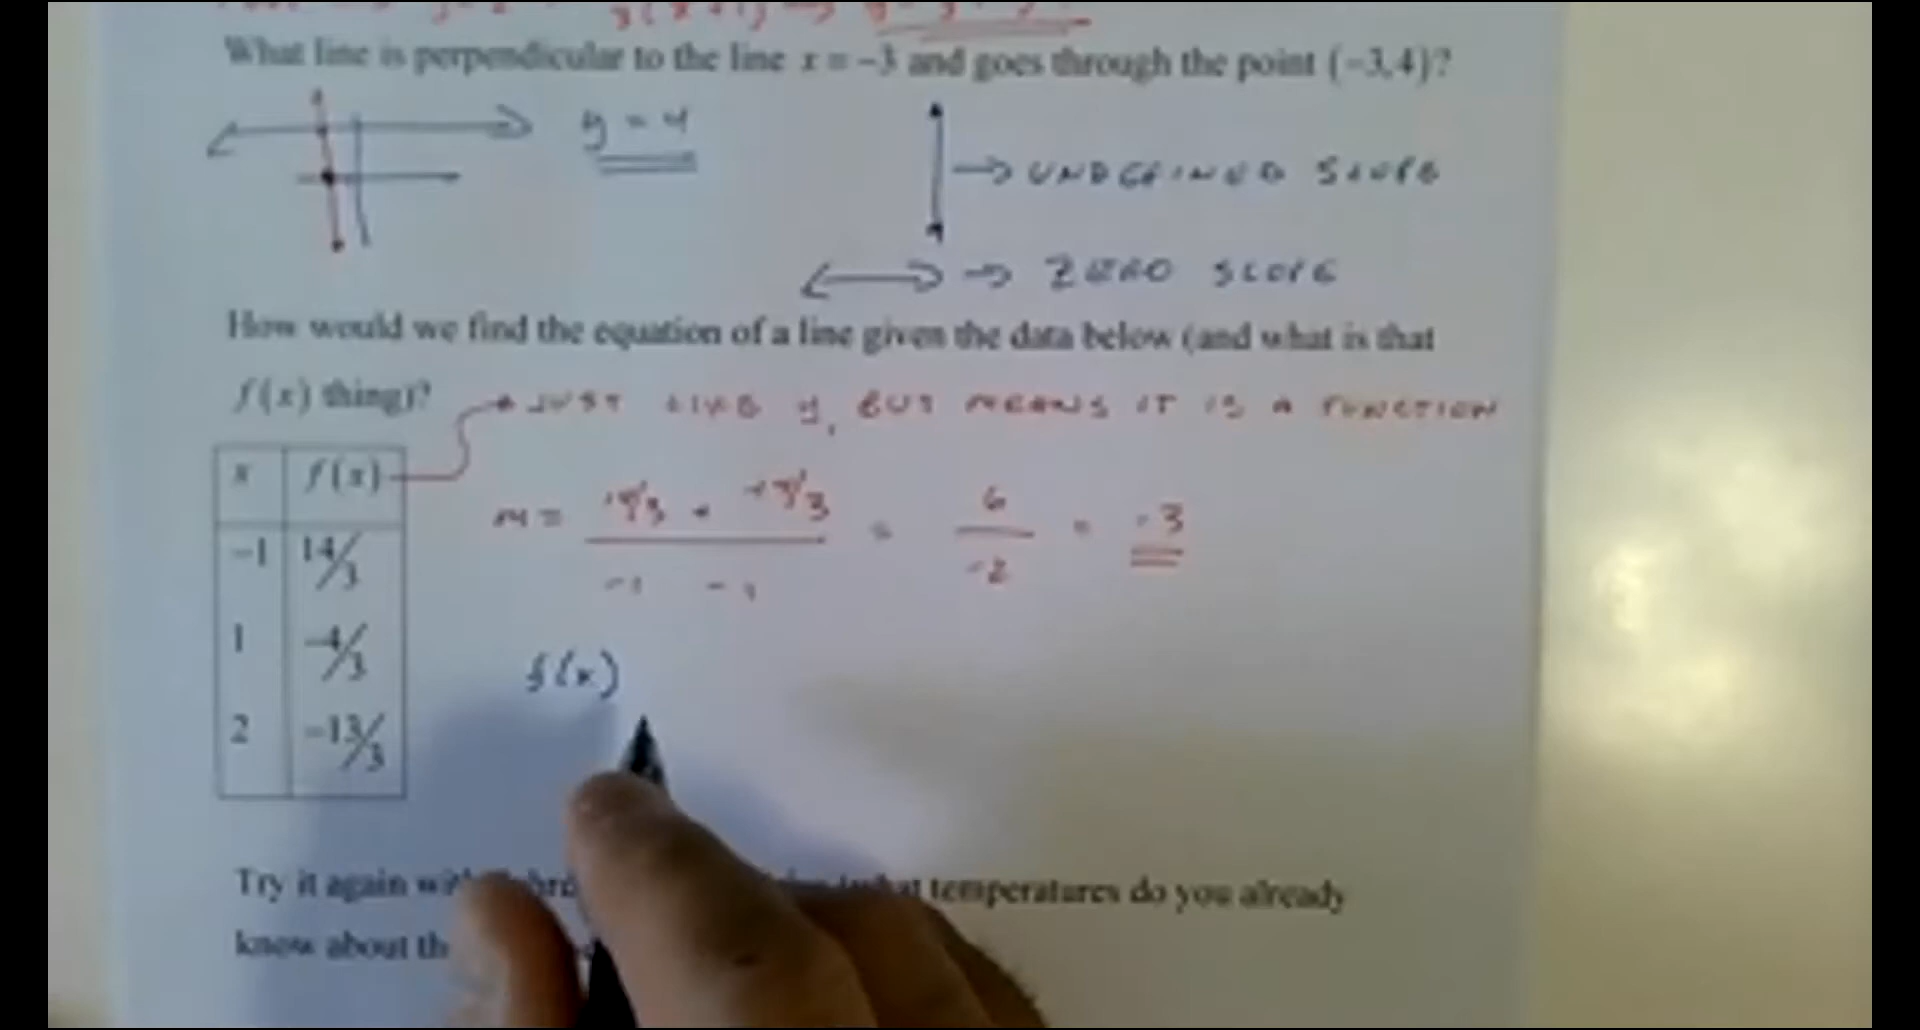 What line is perpendicular to the line x = −3 and goes through the point (−3,4)?
y = 4
→ UNDEFINED SLOPE
→ ZERO SLOPE
How would we find the equation of a line given the data below (and what is that
f(x) thing)?
JUST LIKE y, BUT MEANS IT IS A FUNCTION
x f(x)
m = = 6/-2 = -3
-1 14/3
1 -4/3
f(x)
2 -13/3
Try it again temperatures do you already
know about